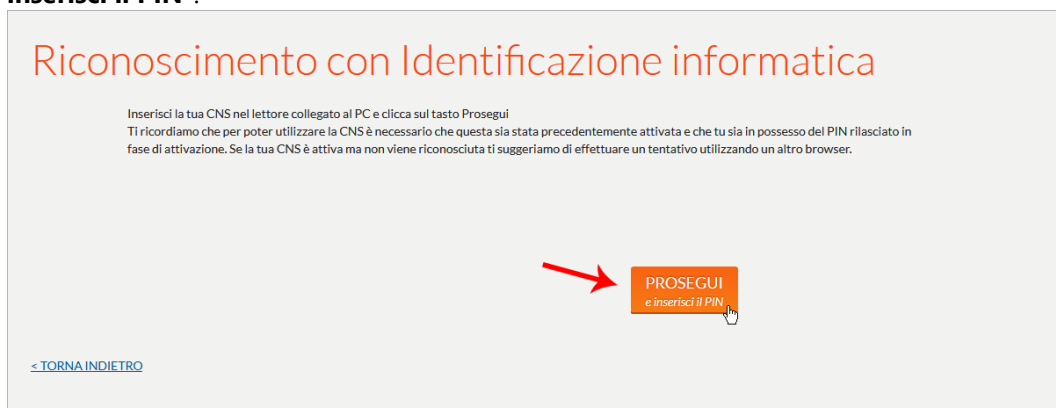 inserisci il PIN".
Riconoscimento con Identificazione informatica
Inserisci la tua CNS nel lettore collegato al PC e clicca sul tasto Prosegui
Ti ricordiamo che per poter utilizzare la CNS è necessario che questa sia stata precedentemente attivata e che tu sia in possesso del PIN rilasciato in
fase di attivazione. Se la tua CNS è attiva ma non viene riconosciuta ti suggeriamo di effettuare un tentativo utilizzando un altro browser.
PROSEGUI
e inserisci il PIN
< TORNA INDIETRO